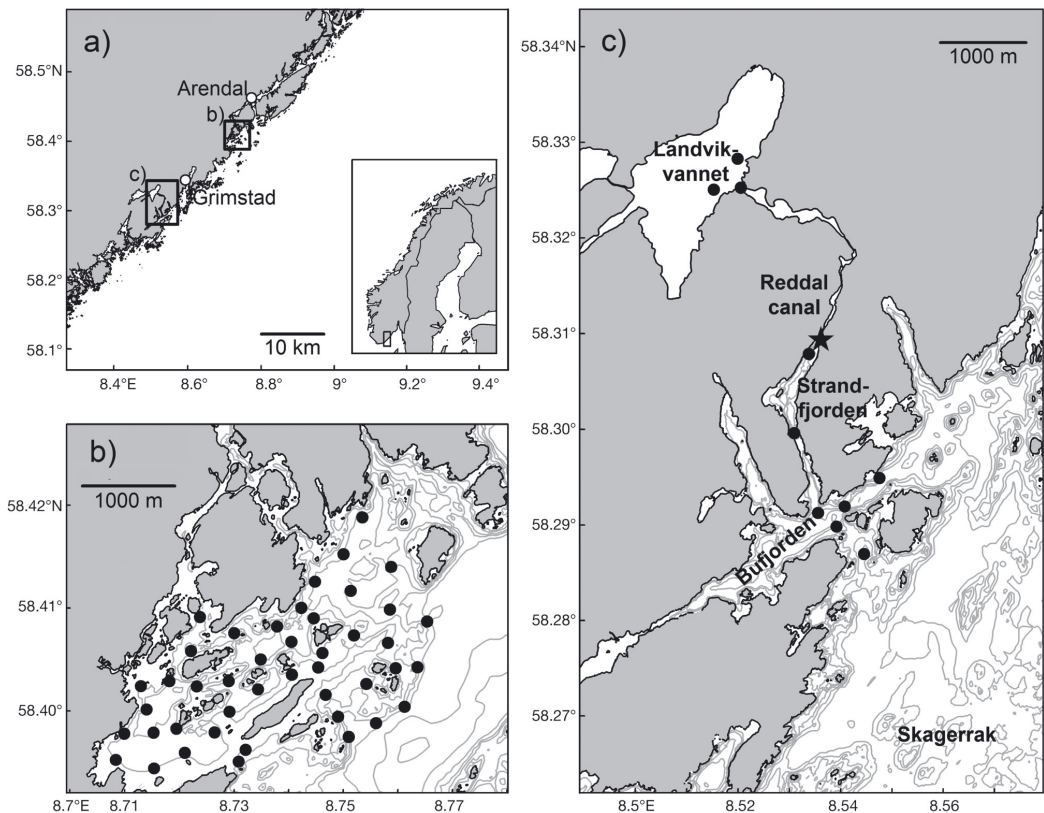 a)
58.5°N
58.4°
58.3°
58.2°
58.1°
Arendal
b)
c)
Grimstad
10 km
8.4°E
8.6°
8.8°
9°
9.2°
9.4°
b)
1000 m
58.42°N
58.41°
58.40°
8.7°E
8.71
8.73
8.75
8.77
c)
1000 m
58.34°N
58.33°
58.32°
58.31°
58.30°
58.29°
58.28°
58.27°
Landvik-
vannet
Reddal
canal
Strand-
fjorden
Bufjorden
Skagerrak
8.5°E
8.52
8.54
8.56